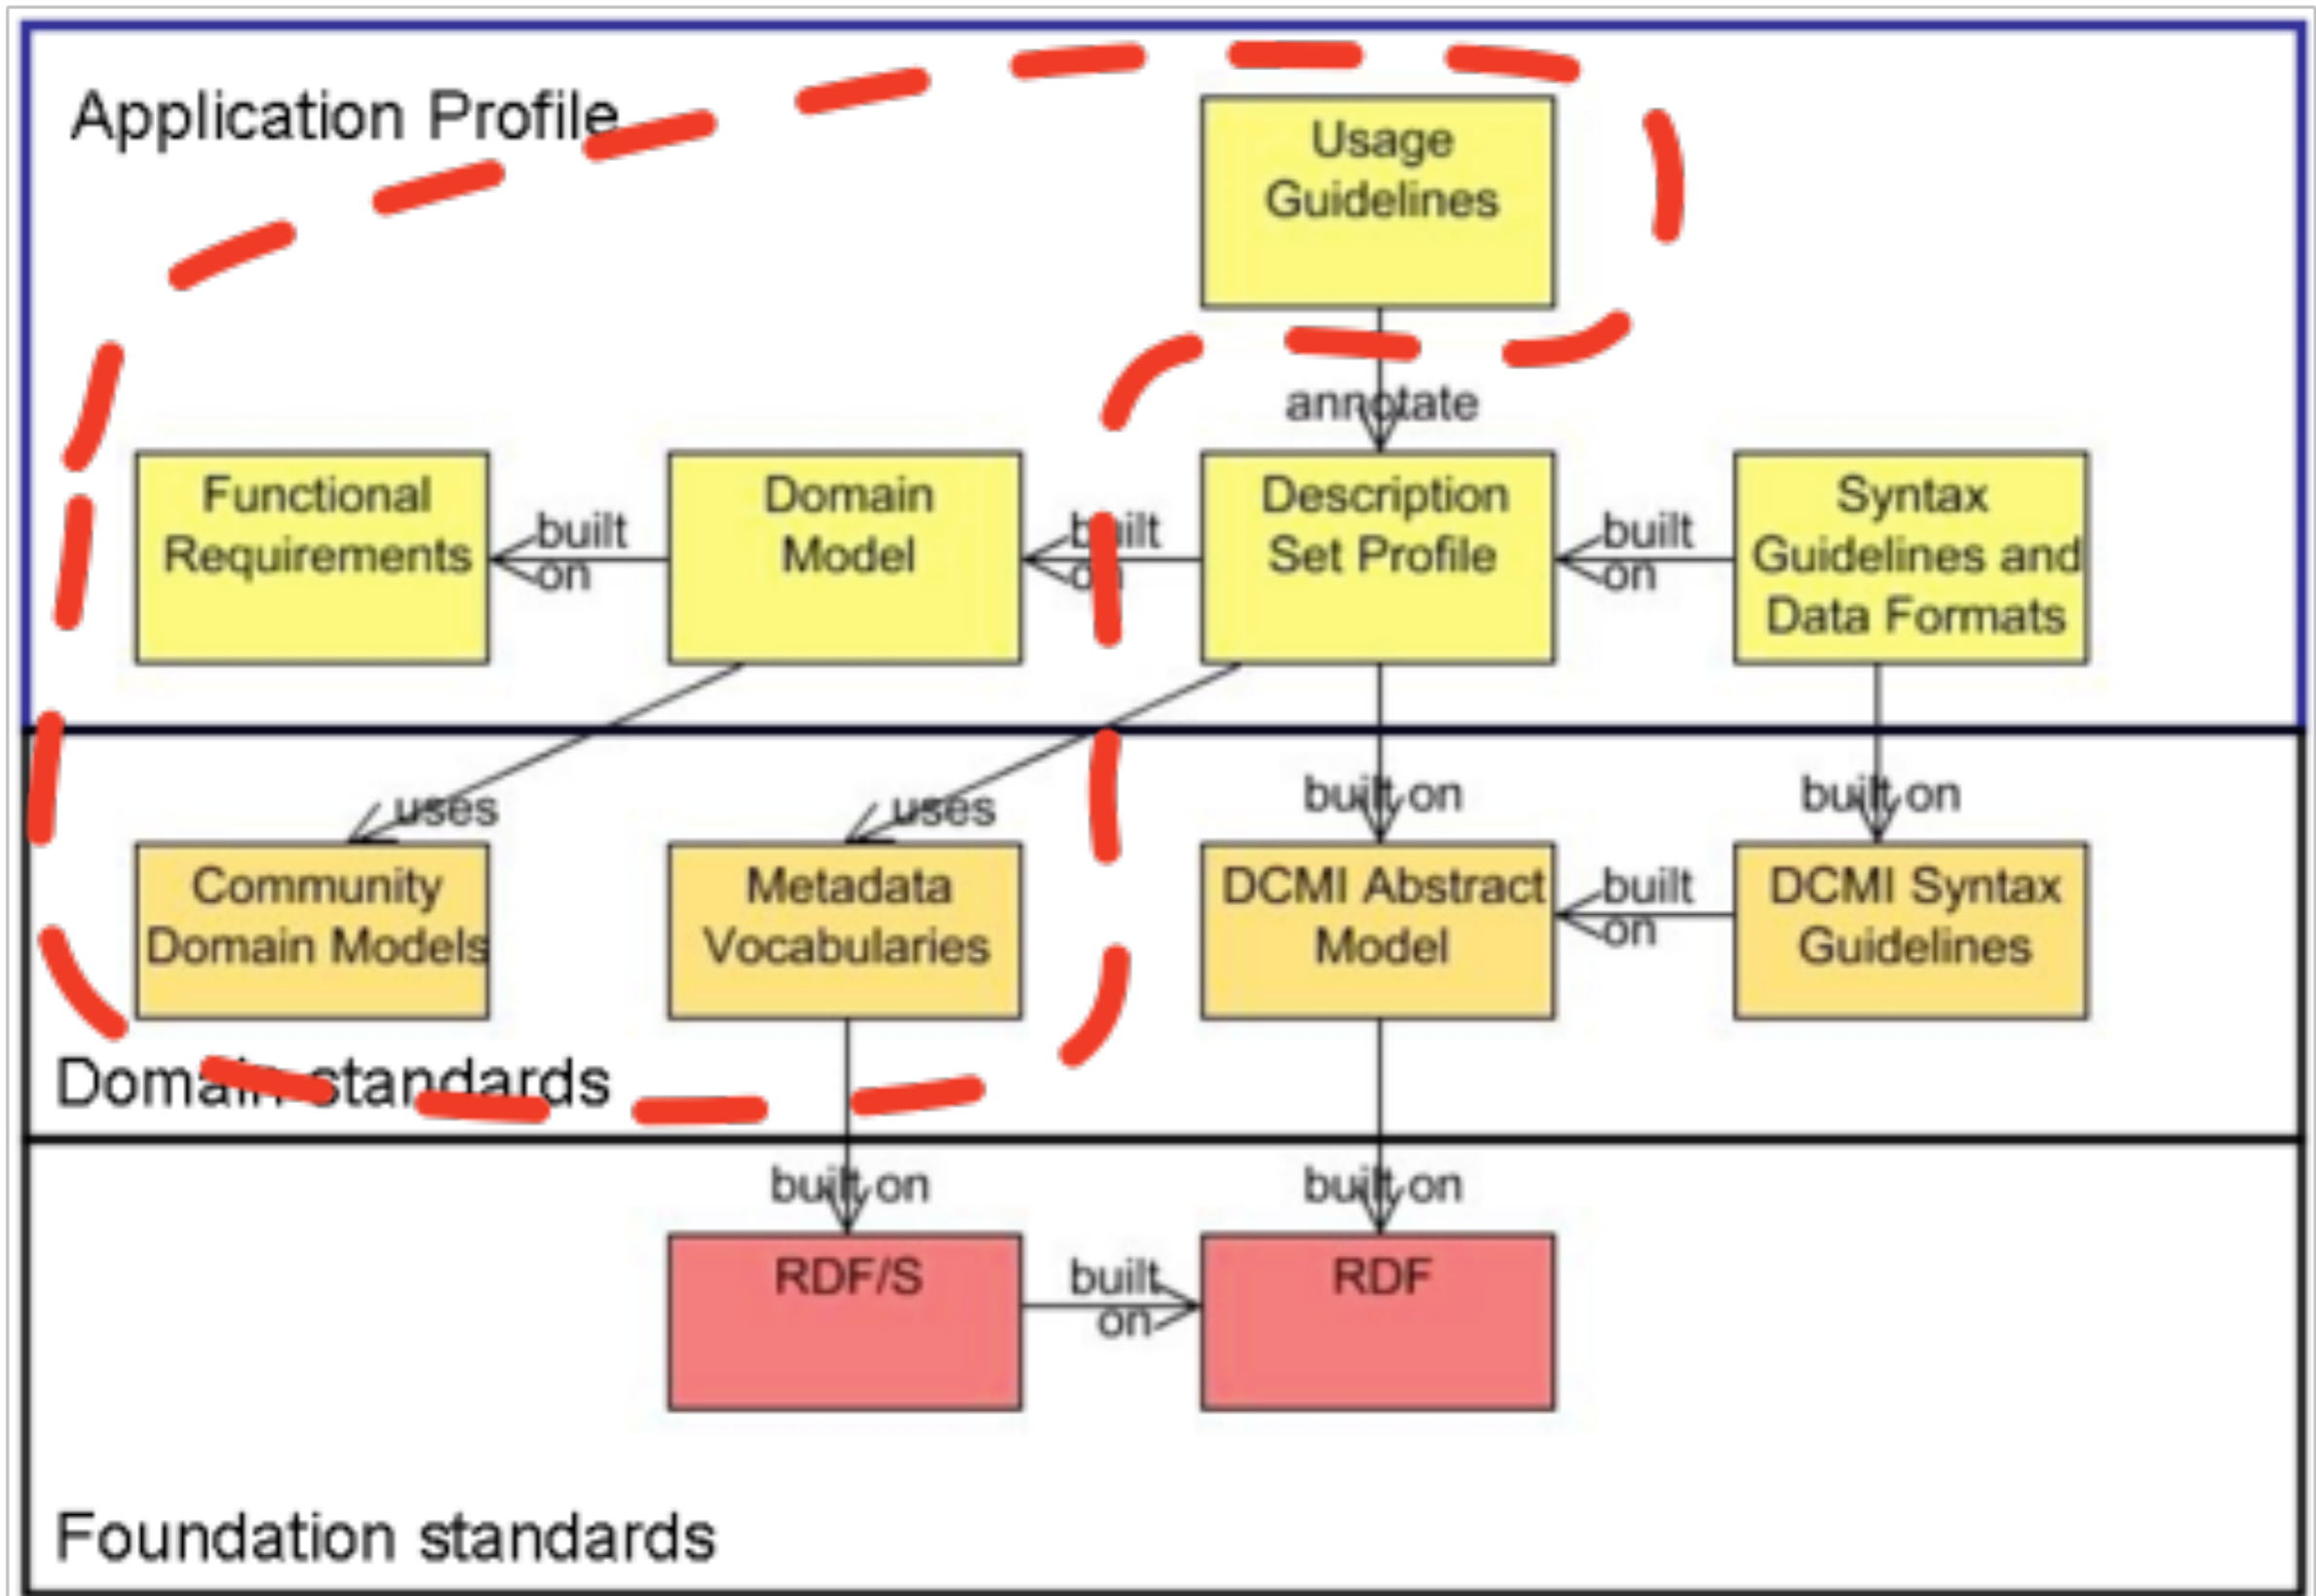 Application Profile
Usage
Guidelines
annotate
Functional
Requirements
built
on
Domain
Model
built
on
Description
Set Profile
built
on
Syntax
Guidelines and
Data Formats
uses
uses
built on
built on
Community
Domain Models
Metadata
Vocabularies
DCMI Abstract
Model
built
on
DCMI Syntax
Guidelines
Domain standards
built on
built on
RDF/S
built
on
RDF
Foundation standards